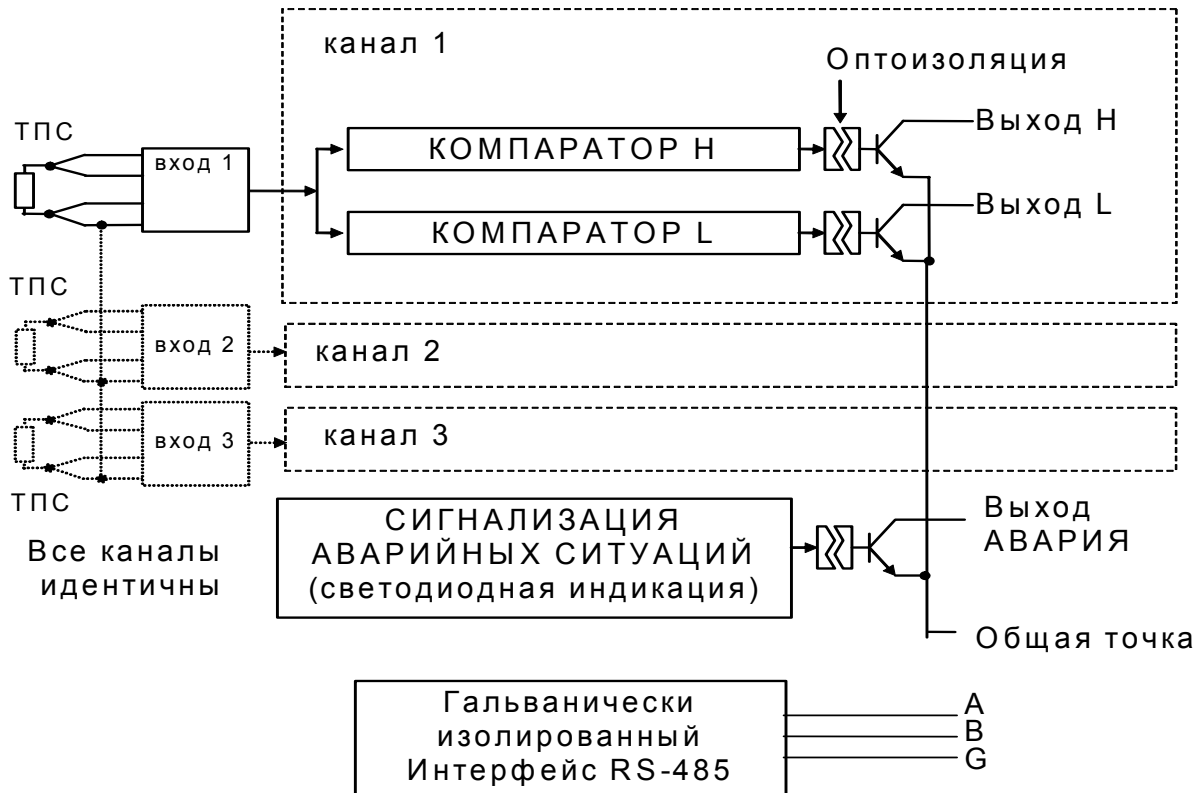 канал 1
Оптоизоляция
ТПС
вход 1
КОМПАРАТОР Н
Выход Н
КОМПАРАТОР L
Выход L
ТПС
вход 2
канал 2
вход 3
канал 3
ТПС
Все каналы
идентичны
СИГНАЛИЗАЦИЯ
АВАРИЙНЫХ СИТУАЦИЙ
(светодиодная индикация)
Выход
АВАРИЯ
Общая точка
Гальванически
изолированный
Интерфейс RS-485
A
B
G